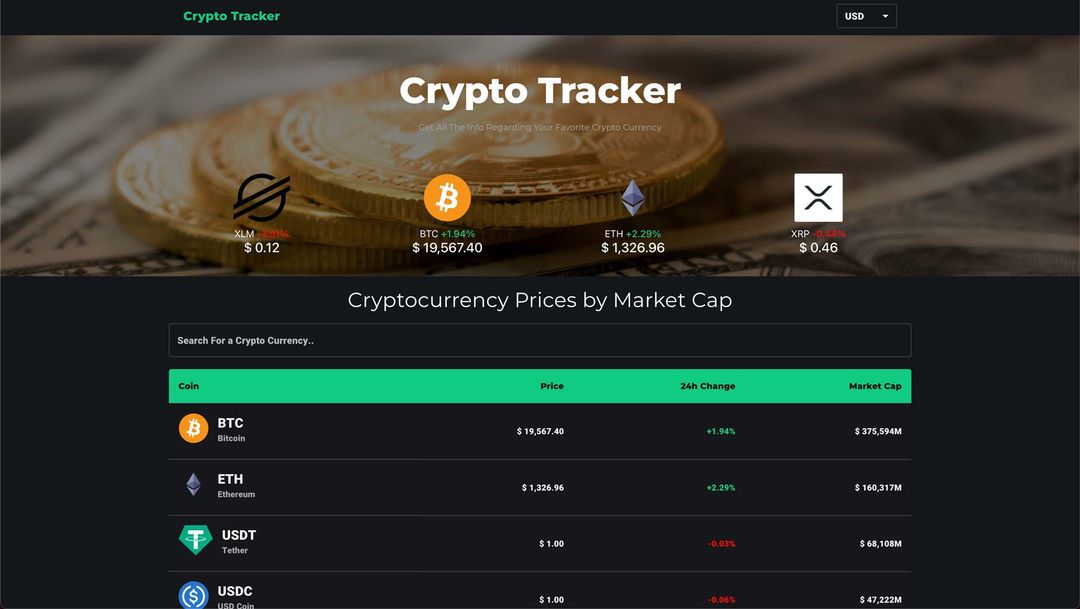 Crypto Tracker
USD
Crypto Tracker
Get All The Info Regarding Your Favorite Crypto Currency
XLM
$ 0.12
BTC +1.94%
$ 19,567.40
ETH +2.29%
$ 1,326.96
XRP -0.44%
$ 0.46
Cryptocurrency Prices by Market Cap
Search For a Crypto Currency..
Coin Price 24h Change Market Cap
BTC
Bitcoin
$ 19,567.40 +1.94% $ 375,594M
ETH
Ethereum
$ 1,326.96 +2.29% $ 160,317M
USDT
Tether
$ 1.00 -0.03% $ 68,108M
USDC
USD Coin
$ 1.00 -0.06% $ 47,222M